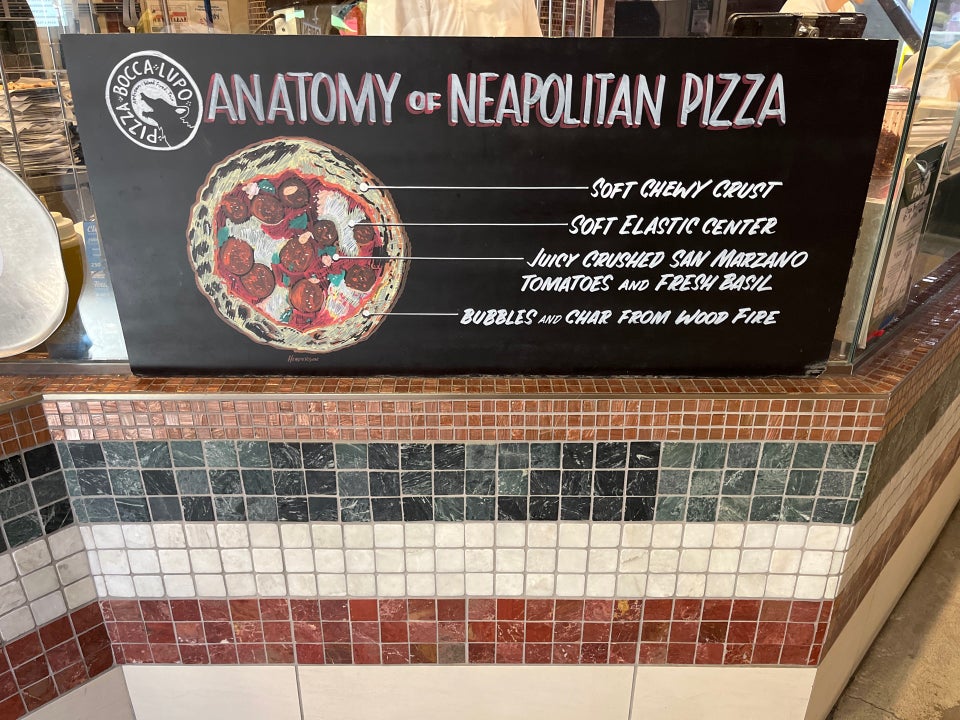 PIZZA BOCCA LUPO
ANATOMY OF NEAPOLITAN PIZZA
SOFT CHEWY CRUST
SOFT ELASTIC CENTER
JUICY CRUSHED SAN MARZANO
TOMATOES AND FRESH BASIL
BUBBLES AND CHAR FROM WOOD FIRE